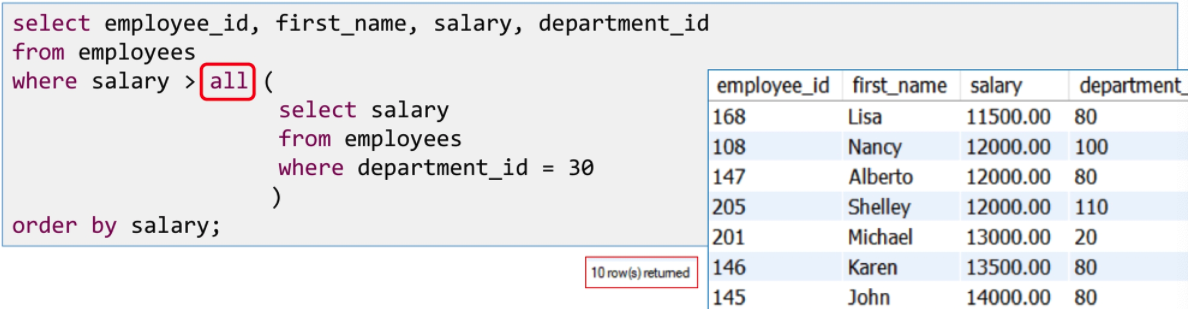 select employee_id, first_name, salary, department_id
from employees
where salary > all (
select salary
from employees
where department_id = 30
)
order by salary;
10 row(s) returned
employee_id first_name salary department_
168 Lisa 11500.00 80
108 Nancy 12000.00 100
147 Alberto 12000.00 80
205 Shelley 12000.00 110
201 Michael 13000.00 20
146 Karen 13500.00 80
145 John 14000.00 80